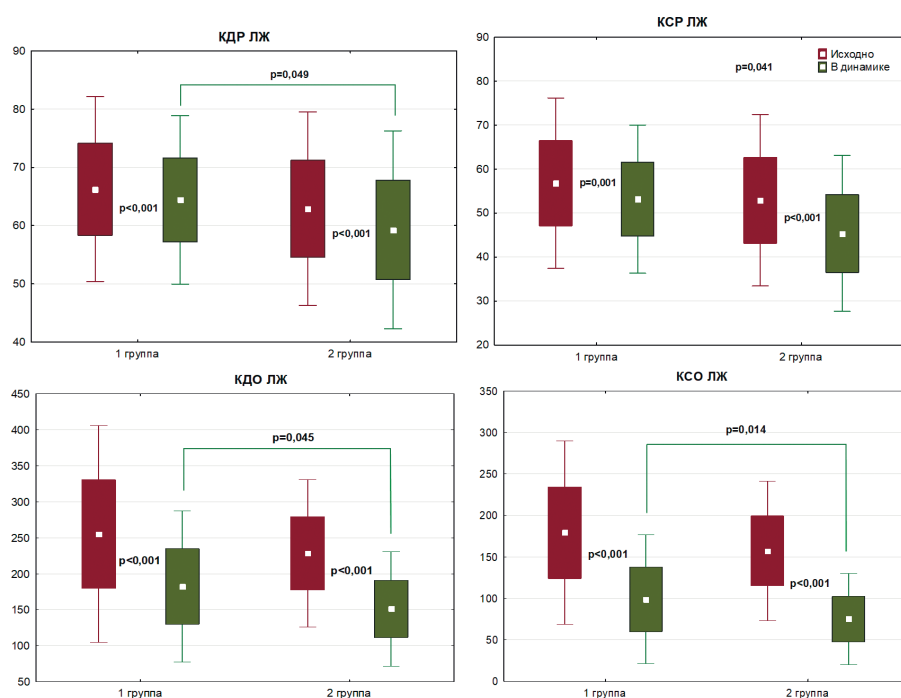 КДР ЛЖ
90
80
70
60
50
40
p=0,049
p<0,001
p<0,001
1 группа
2 группа
КСР ЛЖ
90
80
70
60
50
40
30
20
Исходно
В динамике
p=0,041
p=0,001
p<0,001
1 группа
2 группа
КДО ЛЖ
450
400
350
300
250
200
150
100
50
p=0,045
p<0,001
p<0,001
1 группа
2 группа
КСО ЛЖ
350
300
250
200
150
100
50
0
p=0,014
p<0,001
p<0,001
1 группа
2 группа